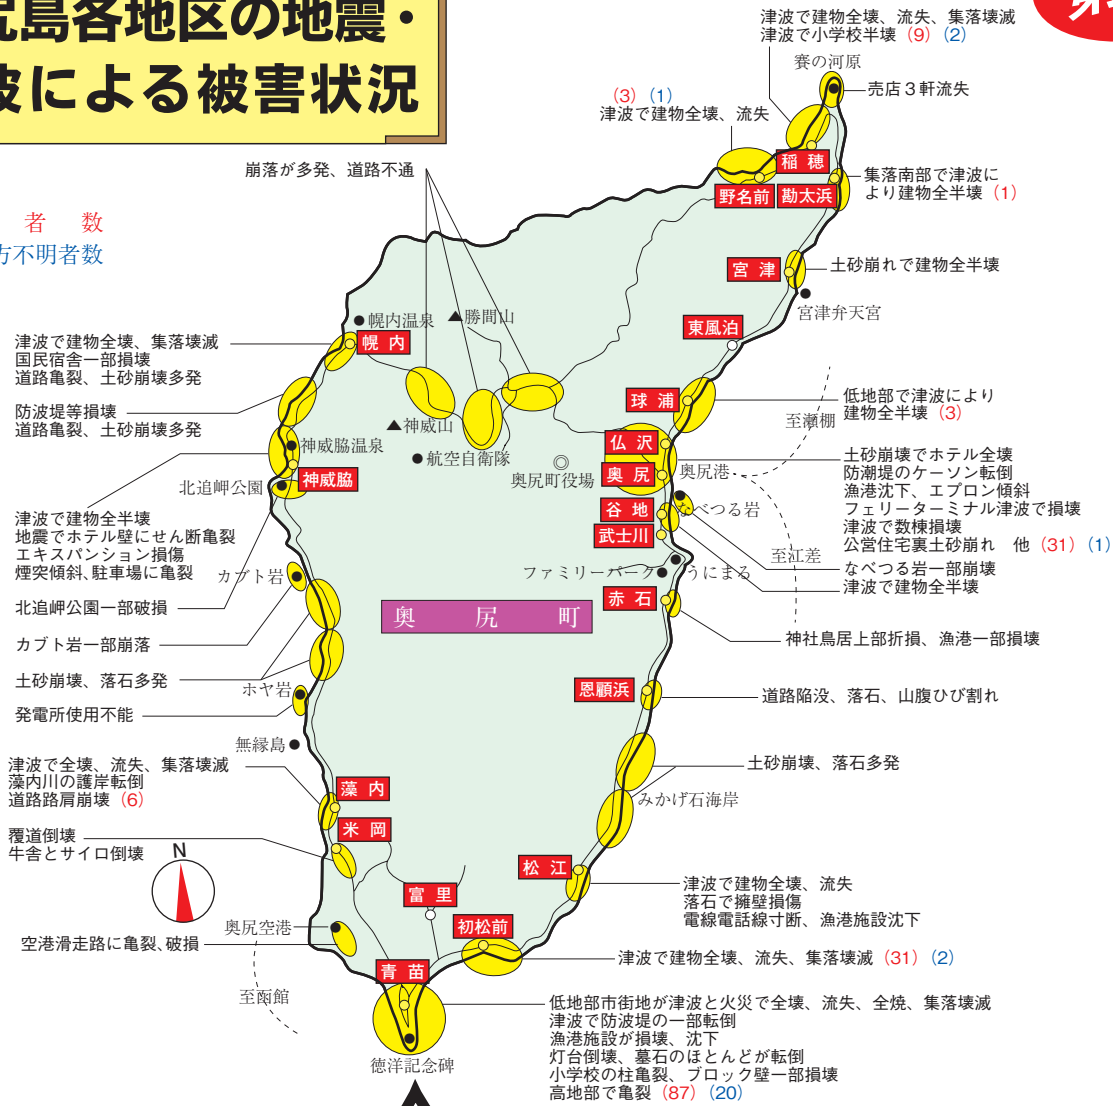 尻島各地区の地震・
波による被害状況
者 数
方不明者数
津波で建物全壊、流失、集落壊滅
津波で小学校半壊 (9) (2)
賽の河原
売店3軒流失
(3) (1)
津波で建物全壊、流失
稲穂
野名前
勘太浜
集落南部で津波に
より建物全半壊 (1)
崩落が多発、道路不通
宮津
土砂崩れで建物全半壊
宮津弁天宮
東風泊
幌内温泉
勝間山
幌内
津波で建物全壊、集落壊滅
国民宿舎一部損壊
道路亀裂、土砂崩壊多発
防波堤等損壊
道路亀裂、土砂崩壊多発
球浦
低地部で津波により
建物全半壊 (3)
至瀬棚
神威山
航空自衛隊
神威脇温泉
神威脇
北追岬公園
仏沢
奥尻
奥尻町役場
奥尻港
谷地
武士川
なべつる岩
土砂崩壊でホテル全壊
防潮堤のケーソン転倒
漁港沈下、エプロン傾斜
フェリーターミナル津波で損壊
津波で数棟損壊
公営住宅裏土砂崩れ 他 (31) (1)
至江差
なべつる岩一部崩壊
津波で建物全半壊
津波で建物全半壊
地震でホテル壁にせん断亀裂
エキスパンション損傷
煙突傾斜、駐車場に亀裂
カブト岩
ファミリーパーク
うにまる
北追岬公園一部破損
赤石
奥尻町
神社鳥居上部折損、漁港一部損壊
カブト岩一部崩落
土砂崩壊、落石多発
ホヤ岩
発電所使用不能
恩顧浜
道路陥没、落石、山腹ひび割れ
無縁島
津波で全壊、流失、集落壊滅
藻内川の護岸転倒
道路路肩崩壊 (6)
藻内
土砂崩壊、落石多発
みかげ石海岸
米岡
覆道倒壊
牛舎とサイロ倒壊
N
松江
津波で建物全壊、流失
落石で擁壁損傷
電線電話線寸断、漁港施設沈下
富里
初松前
奥尻空港
空港滑走路に亀裂、破損
津波で建物全壊、流失、集落壊滅 (31) (2)
至函館
青苗
低地部市街地が津波と火災で全壊、流失、全焼、集落壊滅
津波で防波堤の一部転倒
漁港施設が損壊、沈下
灯台倒壊、墓石のほとんどが転倒
小学校の柱亀裂、ブロック壁一部損壊
高地部で亀裂 (87) (20)
徳洋記念碑